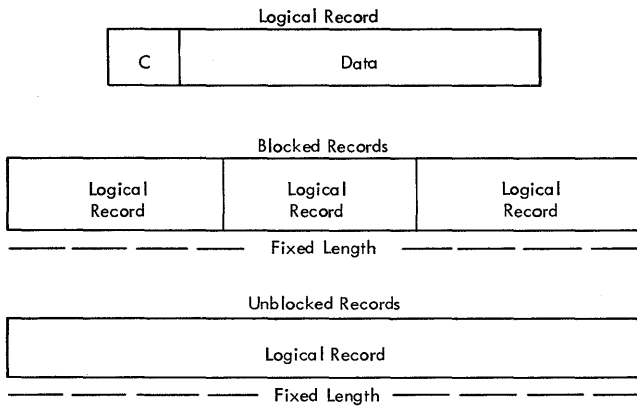 Logical Record
C Data
Blocked Records
Logical Record Logical Record Logical Record
Fixed Length
Unblocked Records
Logical Record
Fixed Length